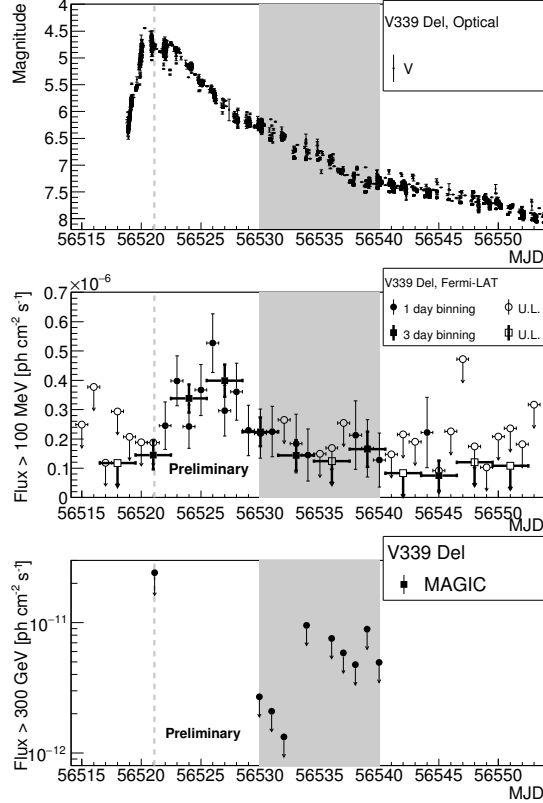 Magnitude
4
4.5
5
5.5
6
6.5
7
7.5
8
V339 Del, Optical
V
56515 56520 56525 56530 56535 56540 56545 56550
MJD
Flux > 100 MeV [ph cm⁻² s⁻¹]
×10⁻⁶
0.7
0.6
0.5
0.4
0.3
0.2
0.1
0
V339 Del, Fermi-LAT
1 day binning U.L.
3 day binning U.L.
Preliminary
56515 56520 56525 56530 56535 56540 56545 56550
MJD
Flux > 300 GeV [ph cm⁻² s⁻¹]
10⁻¹¹
10⁻¹²
V339 Del
MAGIC
Preliminary
56515 56520 56525 56530 56535 56540 56545 56550
MJD